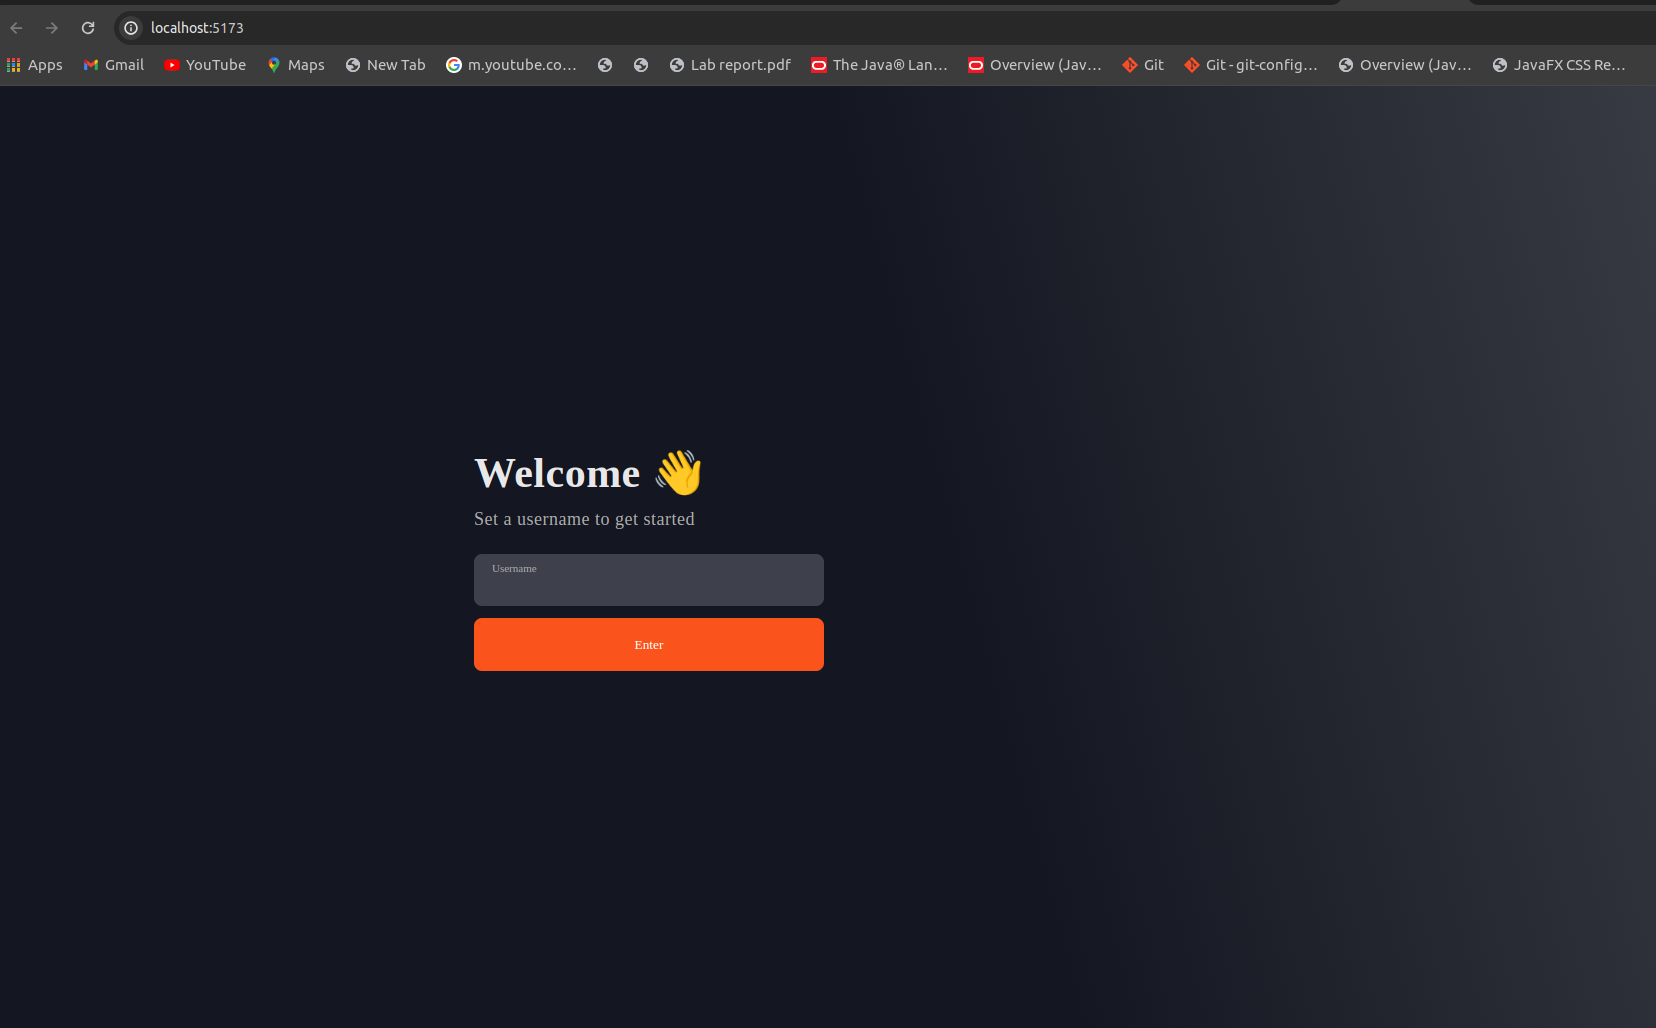 localhost:5173
Apps Gmail YouTube Maps New Tab m.youtube.co... Lab report.pdf The Java® Lan... Overview (Jav... Git Git - git-config... Overview (Jav... JavaFX CSS Re...
Welcome 👋
Set a username to get started
Username
Enter